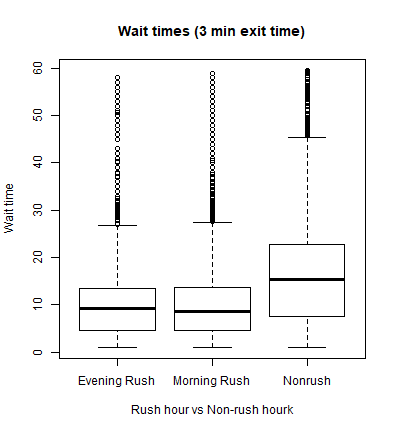 Wait times (3 min exit time)
Wait time
60
50
40
30
20
10
0
Evening Rush
Morning Rush
Nonrush
Rush hour vs Non-rush hourk